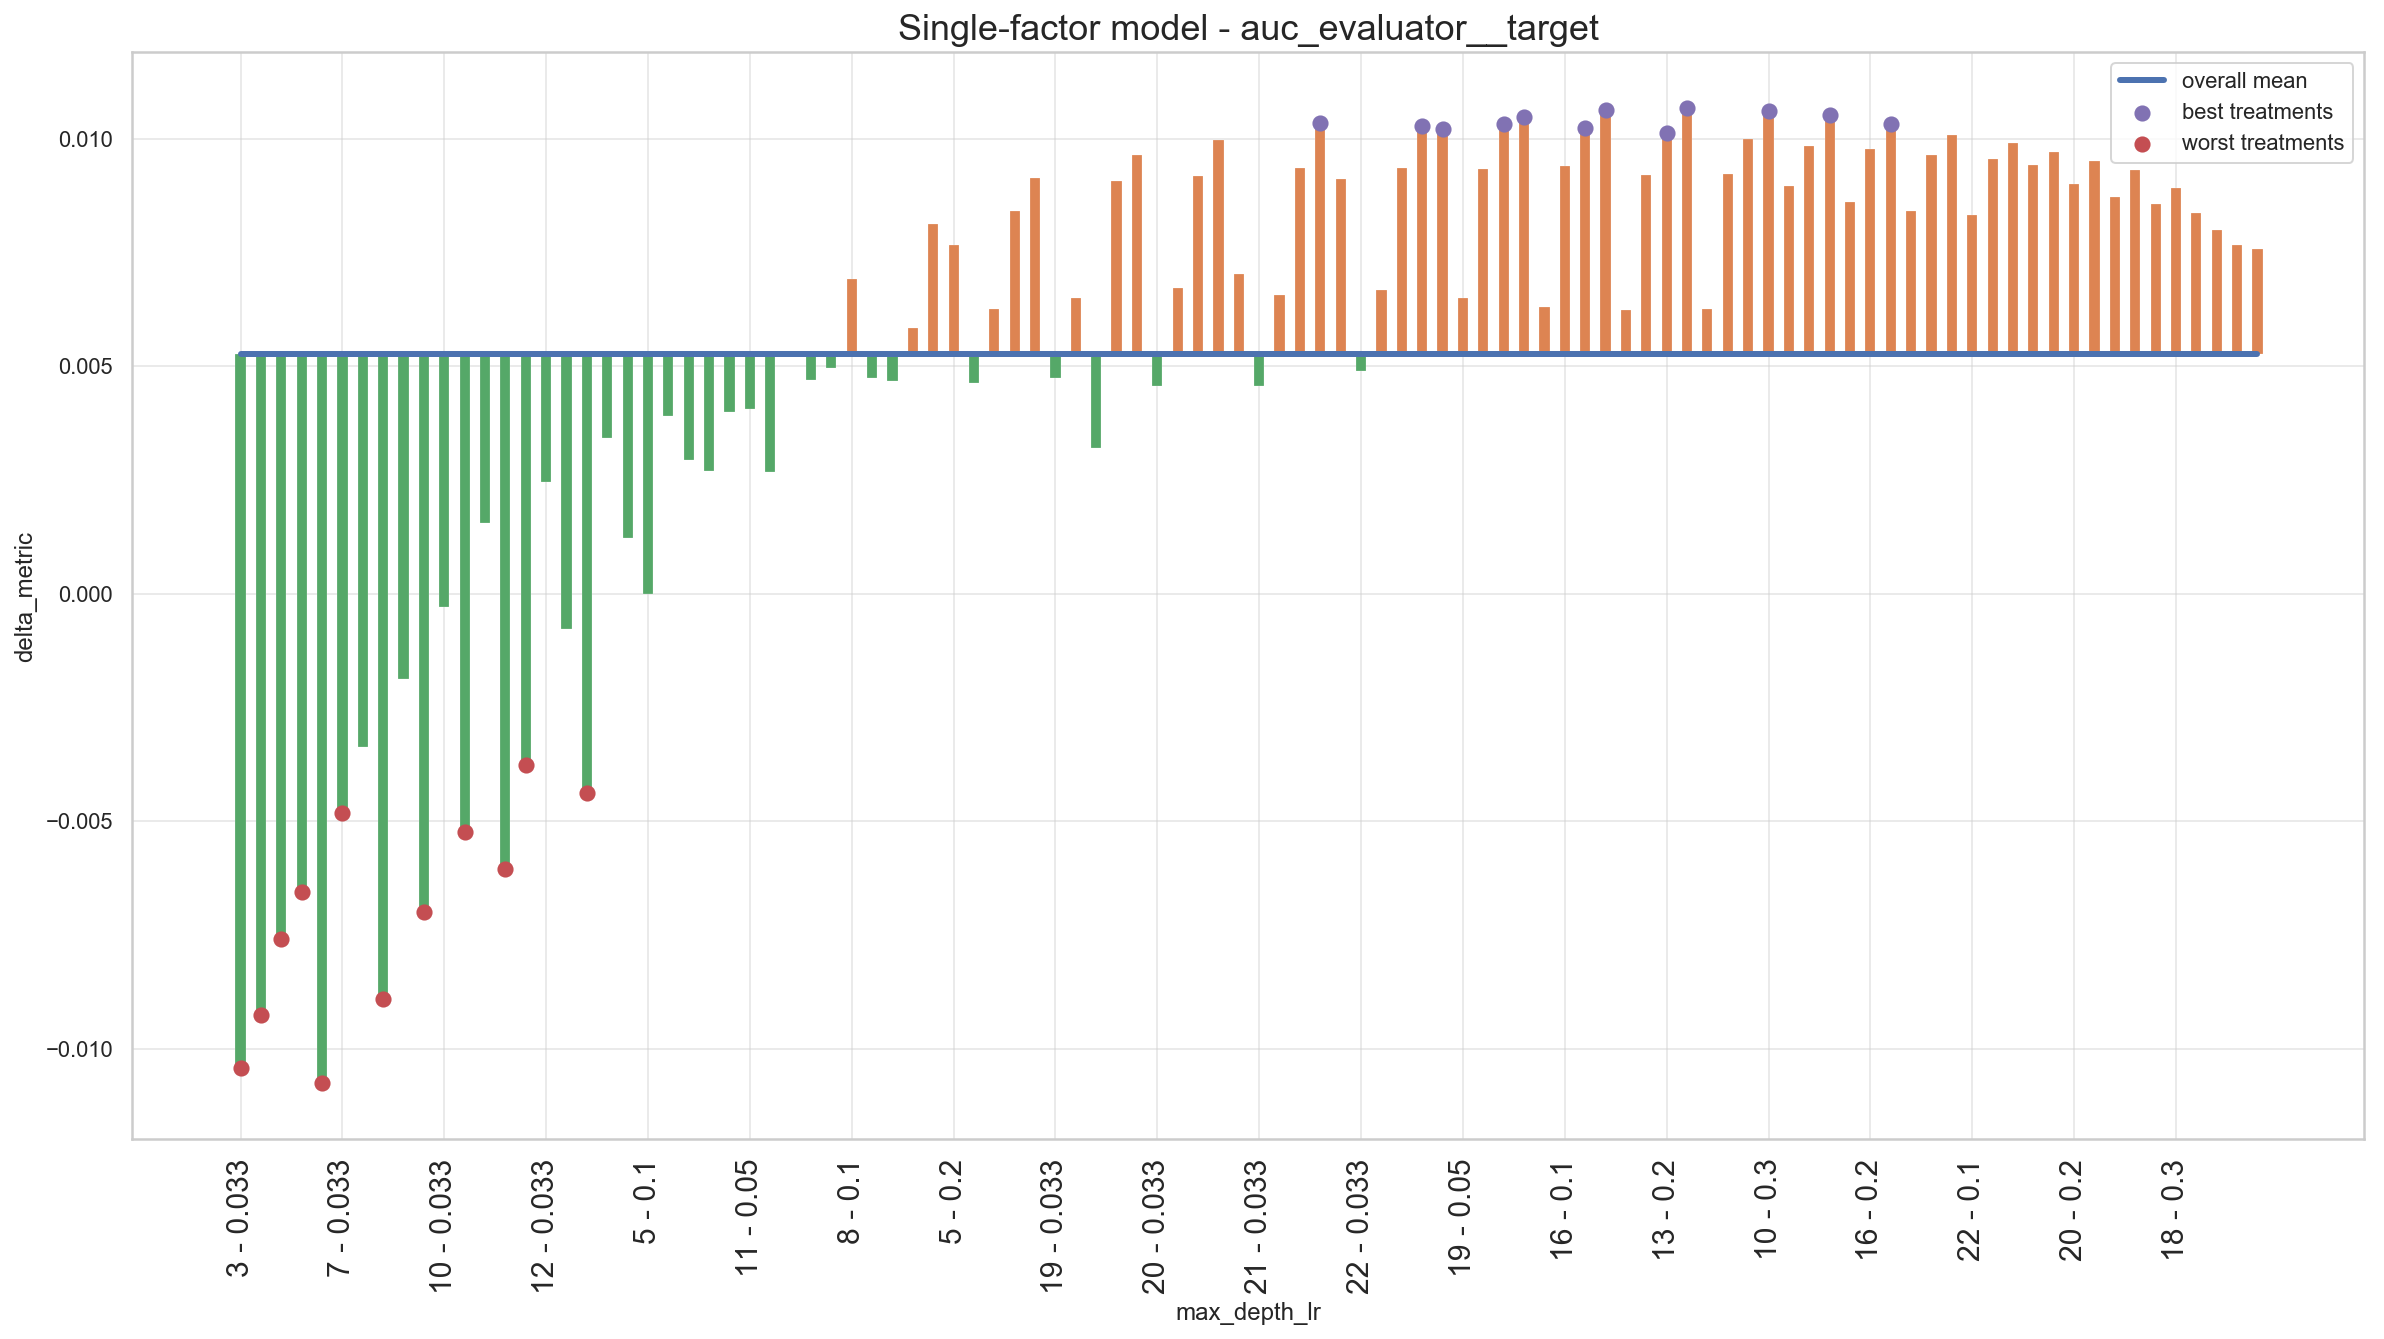 Single-factor model - auc_evaluator__target
overall mean
best treatments
worst treatments
0.010
0.005
0.000
−0.005
−0.010
delta_metric
3 - 0.033
7 - 0.033
10 - 0.033
12 - 0.033
5 - 0.1
11 - 0.05
8 - 0.1
5 - 0.2
19 - 0.033
20 - 0.033
21 - 0.033
22 - 0.033
19 - 0.05
16 - 0.1
13 - 0.2
10 - 0.3
16 - 0.2
22 - 0.1
20 - 0.2
18 - 0.3
max_depth_lr